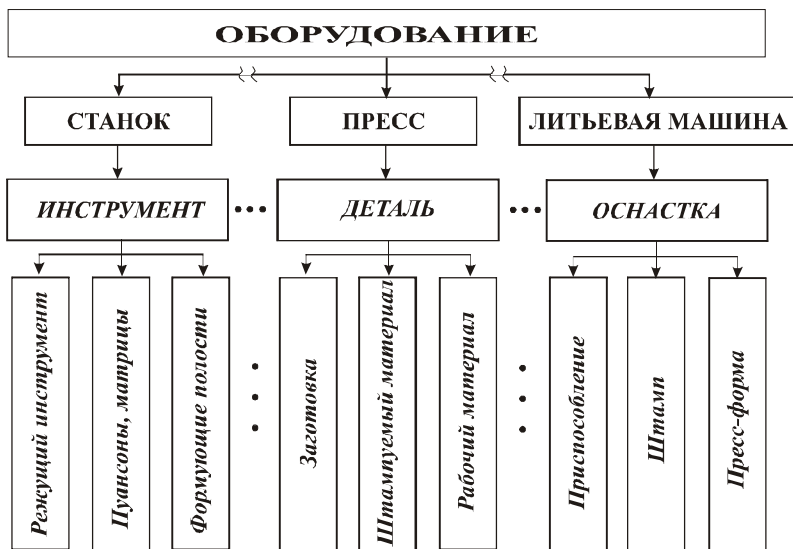 ОБОРУДОВАНИЕ
СТАНОК
ПРЕСС
ЛИТЬЕВАЯ МАШИНА
ИНСТРУМЕНТ
ДЕТАЛЬ
ОСНАСТКА
Режущий инструмент
Пуансоны, матрицы
Формующие полости
Заготовка
Штампуемый материал
Рабочий материал
Приспособление
Штамп
Пресс-форма